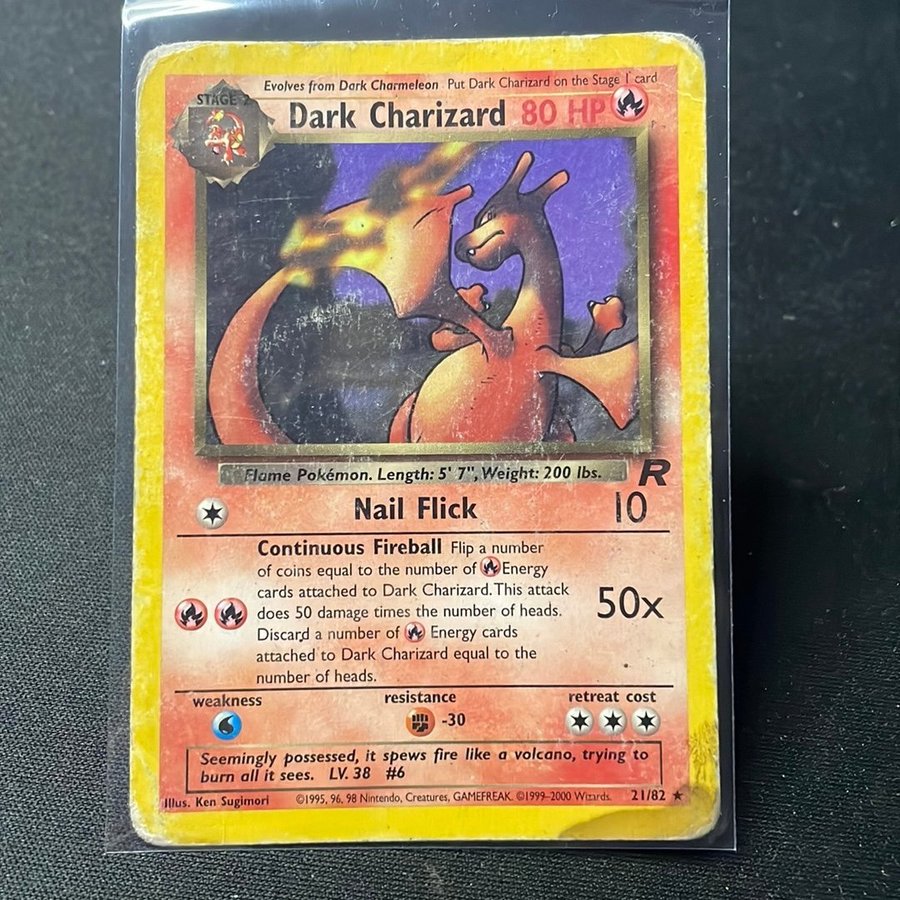 Evolves from Dark Charmeleon Put Dark Charizard on the Stage 1 card
STAGE 2
Dark Charizard 80 HP
Flame Pokémon. Length: 5' 7", Weight: 200 lbs.
R
Nail Flick 10
Continuous Fireball Flip a number
of coins equal to the number of Energy
cards attached to Dark Charizard. This attack
does 50 damage times the number of heads.
Discard a number of Energy cards
attached to Dark Charizard equal to the
number of heads.
50x
weakness resistance retreat cost
-30
Seemingly possessed, it spews fire like a volcano, trying to
burn all it sees. LV. 38 #6
Illus. Ken Sugimori ©1995, 96, 98 Nintendo, Creatures, GAMEFREAK. ©1999–2000 Wizards. 21/82 ★